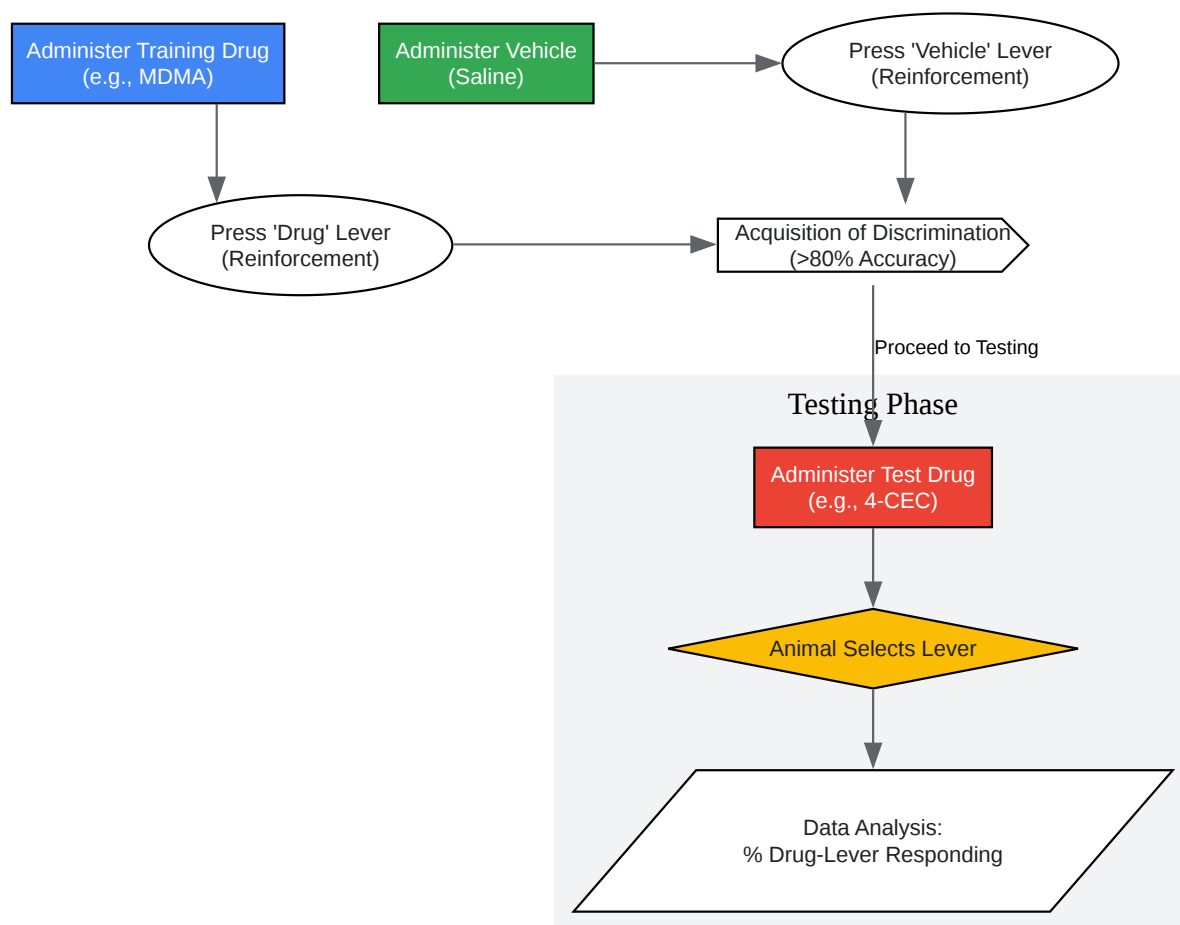 Administer Training Drug
(e.g., MDMA)
Administer Vehicle
(Saline)
Press 'Vehicle' Lever
(Reinforcement)
Press 'Drug' Lever
(Reinforcement)
Acquisition of Discrimination
(>80% Accuracy)
Proceed to Testing
Testing Phase
Administer Test Drug
(e.g., 4-CEC)
Animal Selects Lever
Data Analysis:
% Drug-Lever Responding